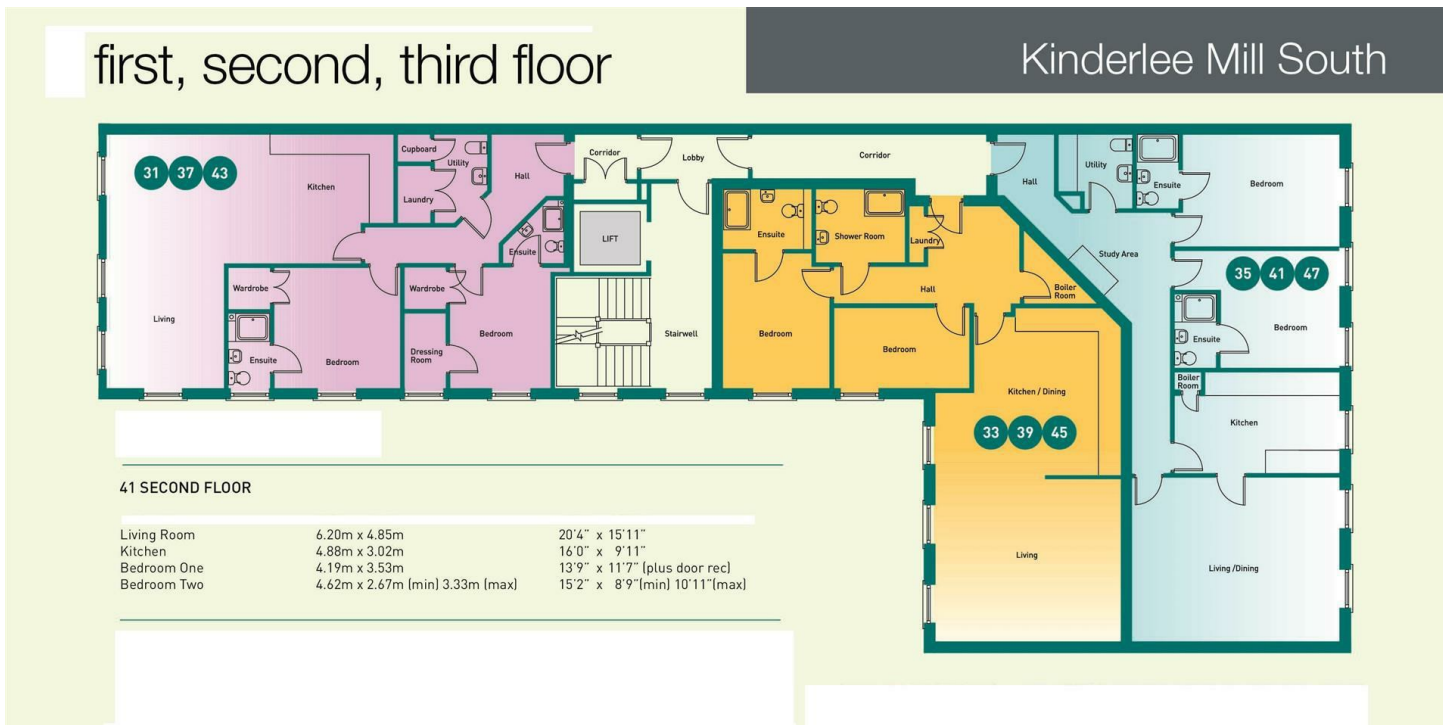 first, second, third floor
Kinderlee Mill South
31 37 43
Kitchen
Cupboard
Utility
Laundry
Hall
Corridor
Lobby
Corridor
LIFT
Ensuite
Wardrobe
Wardrobe
Living
Ensuite
Bedroom
Dressing
Room
Bedroom
Stairwell
Ensuite
Shower Room
Laundry
Hall
Boiler
Room
Bedroom
Bedroom
Kitchen / Dining
33 39 45
Living
Hall
Utility
Ensuite
Bedroom
Study Area
35 41 47
Bedroom
Ensuite
Boiler
Room
Kitchen
Living /Dining
41 SECOND FLOOR
Living Room 6.20m x 4.85m 20'4" x 15'11"
Kitchen 4.88m x 3.02m 16'0" x 9'11"
Bedroom One 4.19m x 3.53m 13'9" x 11'7" (plus door rec)
Bedroom Two 4.62m x 2.67m (min) 3.33m (max) 15'2" x 8'9"(min) 10'11"(max)